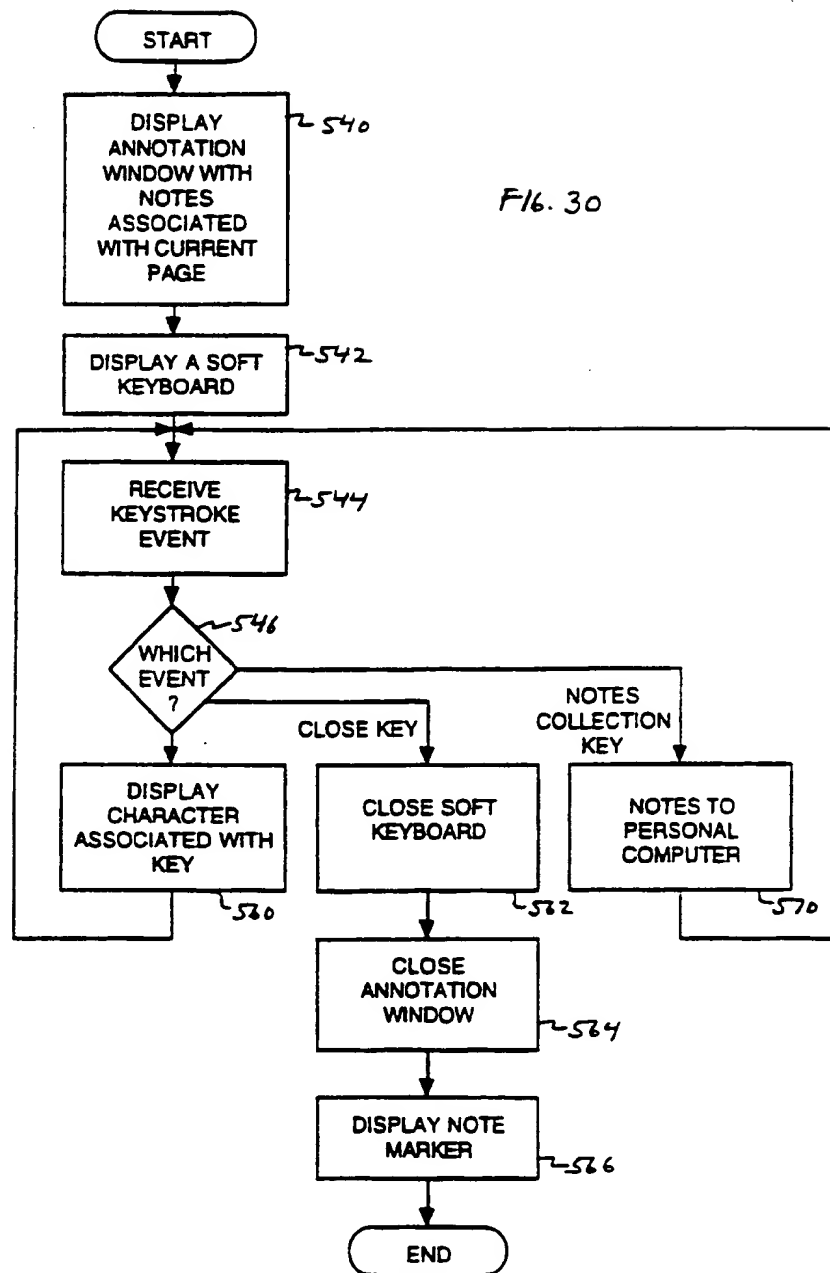 START
DISPLAY
ANNOTATION
WINDOW WITH
NOTES
ASSOCIATED
WITH CURRENT
PAGE
540
FIG. 30
DISPLAY A SOFT
KEYBOARD
542
RECEIVE
KEYSTROKE
EVENT
544
WHICH
EVENT
?
546
CLOSE KEY
NOTES
COLLECTION
KEY
DISPLAY
CHARACTER
ASSOCIATED WITH
KEY
560
CLOSE SOFT
KEYBOARD
562
NOTES TO
PERSONAL
COMPUTER
570
CLOSE
ANNOTATION
WINDOW
564
DISPLAY NOTE
MARKER
566
END